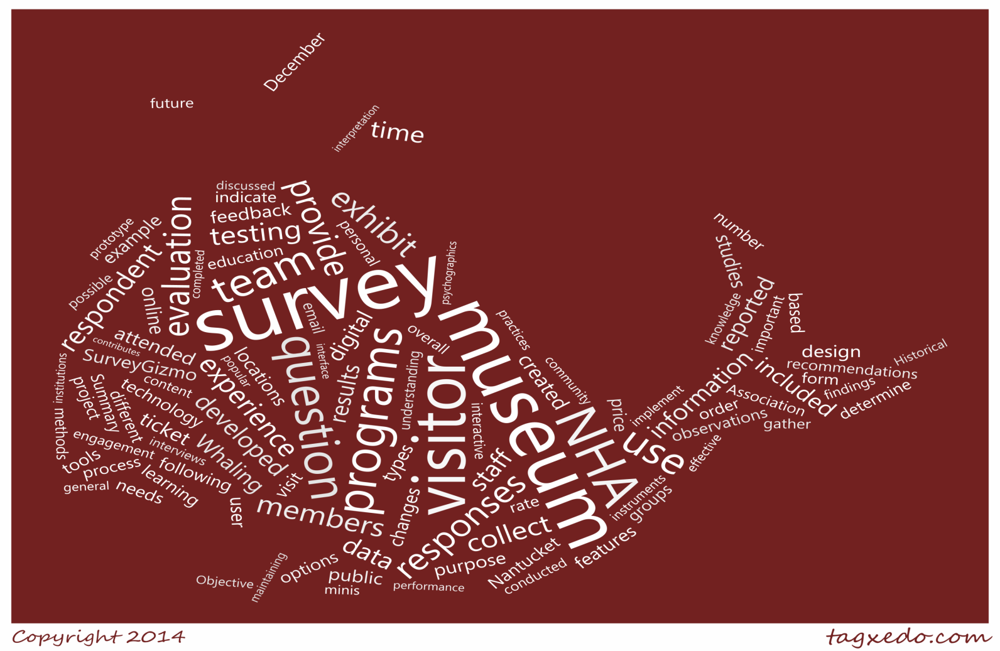 December
future
interpretation
time
discussed
indicate
feedback
testing
education
team
survey
provide
exhibit
personal
psychographics
prototype
example
respondent
evaluation
completed
possible
online
attended
contributes
SurveyGizmo
institutions
content
technology
Summary
project
different
methods
ticket
engagement
interviews
tools
process
general
needs
learning
following
Whaling
developed
experience
popular
locations
email
interface
question
digital
results
programs
overall
understanding
visitor
types
changes
interactive
museum
practices
created
community
NHA
staff
responses
rate
collect
purpose
Nantucket
conducted
features
groups
instruments
visit
user
members
data
options
public
minis
performance
Objective
maintaining
number
studies
knowledge
reported
important
based
design
recommendations
Historical
form
findings
determine
included
information
Association
order
observations
gather
implement
price
use
effective
Copyright 2014
tagxedo.com